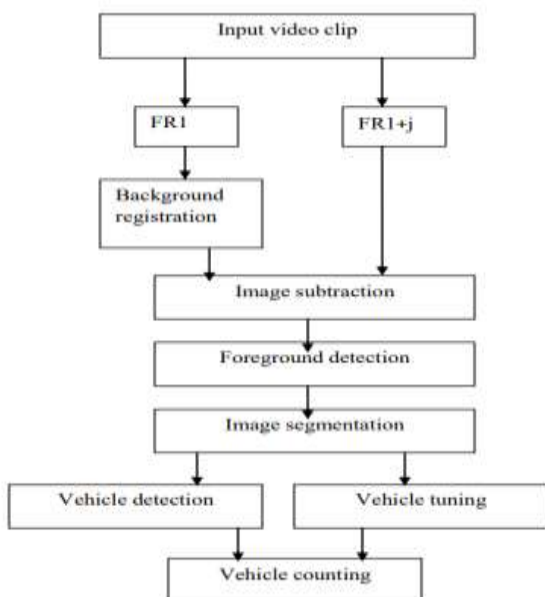 Input video clip
FR1
FR1+j
Background
registration
Image subtraction
Foreground detection
Image segmentation
Vehicle detection
Vehicle tuning
Vehicle counting